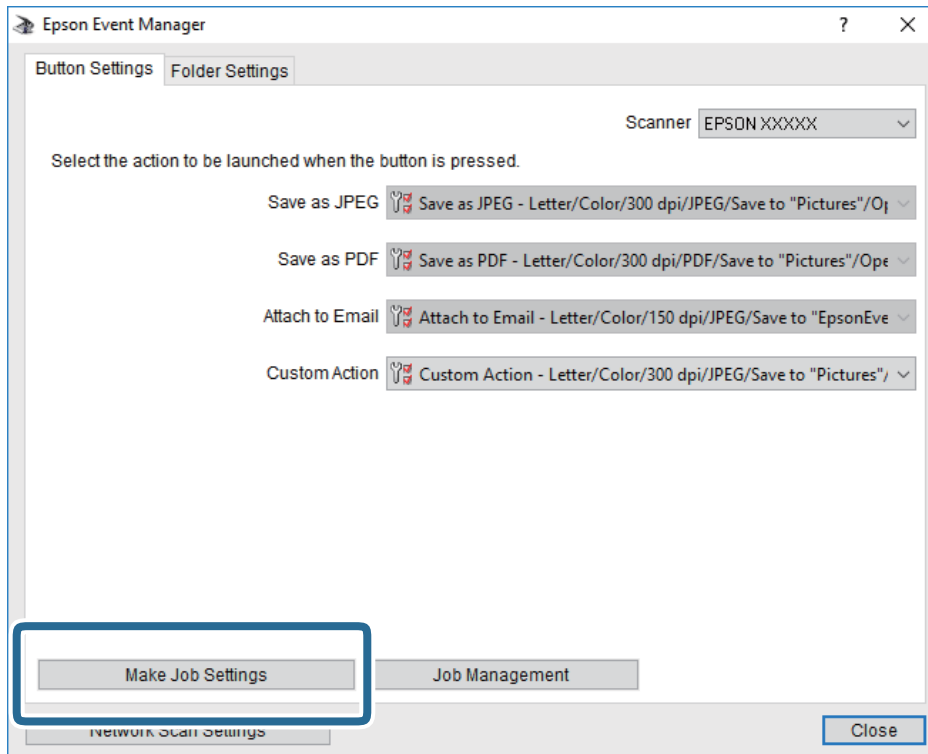 Epson Event Manager
Button Settings Folder Settings
Scanner EPSON XXXXX
Select the action to be launched when the button is pressed.
Save as JPEG Save as JPEG - Letter/Color/300 dpi/JPEG/Save to "Pictures"/Op
Save as PDF Save as PDF - Letter/Color/300 dpi/PDF/Save to "Pictures"/Ope
Attach to Email Attach to Email - Letter/Color/150 dpi/JPEG/Save to "EpsonEve
Custom Action Custom Action - Letter/Color/300 dpi/JPEG/Save to "Pictures"/
Make Job Settings Job Management
Network Scan Settings Close